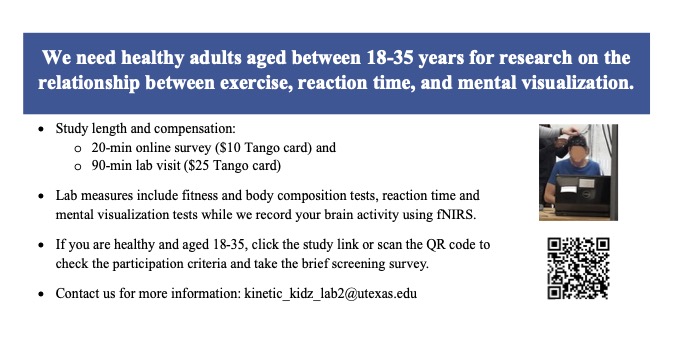 We need healthy adults aged between 18-35 years for research on the
relationship between exercise, reaction time, and mental visualization.
• Study length and compensation:
o 20-min online survey ($10 Tango card) and
o 90-min lab visit ($25 Tango card)
• Lab measures include fitness and body composition tests, reaction time and
mental visualization tests while we record your brain activity using fNIRS.
• If you are healthy and aged 18-35, click the study link or scan the QR code to
check the participation criteria and take the brief screening survey.
• Contact us for more information: kinetic_kidz_lab2@utexas.edu